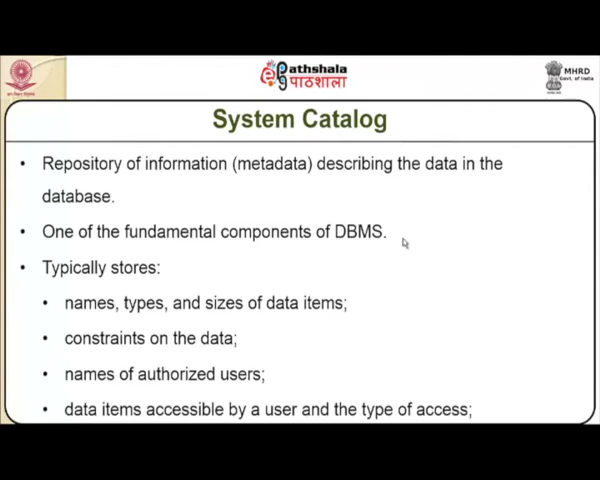 ePathshala
पाठशाला
MHRD
Govt. of India
System Catalog
• Repository of information (metadata) describing the data in the
database.
• One of the fundamental components of DBMS.
• Typically stores:
• names, types, and sizes of data items;
• constraints on the data;
• names of authorized users;
• data items accessible by a user and the type of access;